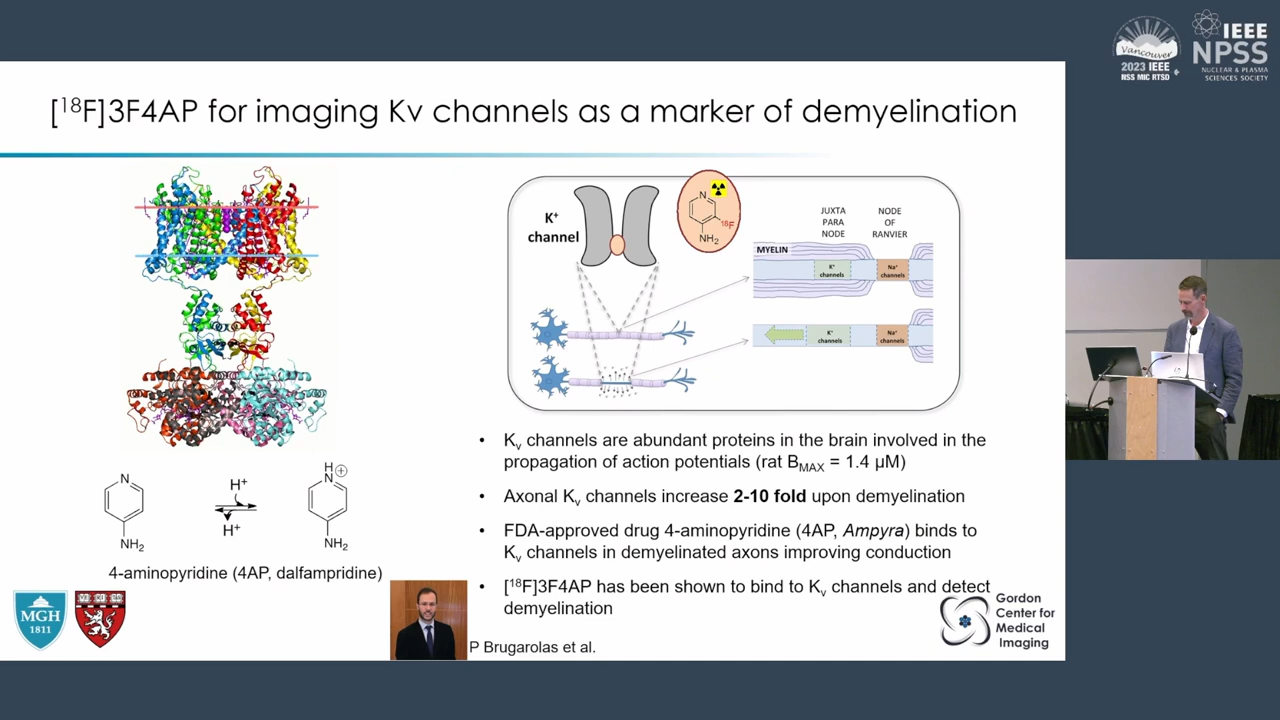 Vancouver
2023 IEEE
NSS MIC RTSD
IEEE
NPSS
NUCLEAR & PLASMA
SCIENCES SOCIETY
[¹⁸F]3F4AP for imaging Kv channels as a marker of demyelination
K⁺
channel
N
¹⁸F
NH₂
JUXTA
PARA
NODE
NODE
OF
RANVIER
MYELIN
K⁺
channels
Na⁺
channels
K⁺
channels
Na⁺
channels
• Kᵥ channels are abundant proteins in the brain involved in the
propagation of action potentials (rat B_MAX = 1.4 µM)
• Axonal Kᵥ channels increase 2-10 fold upon demyelination
• FDA-approved drug 4-aminopyridine (4AP, Ampyra) binds to
Kᵥ channels in demyelinated axons improving conduction
• [¹⁸F]3F4AP has been shown to bind to Kᵥ channels and detect
demyelination
N
NH₂
H⁺
H⁺
H
N⊕
NH₂
4-aminopyridine (4AP, dalfampridine)
MGH
1811
P Brugarolas et al.
Gordon
Center for
Medical
Imaging